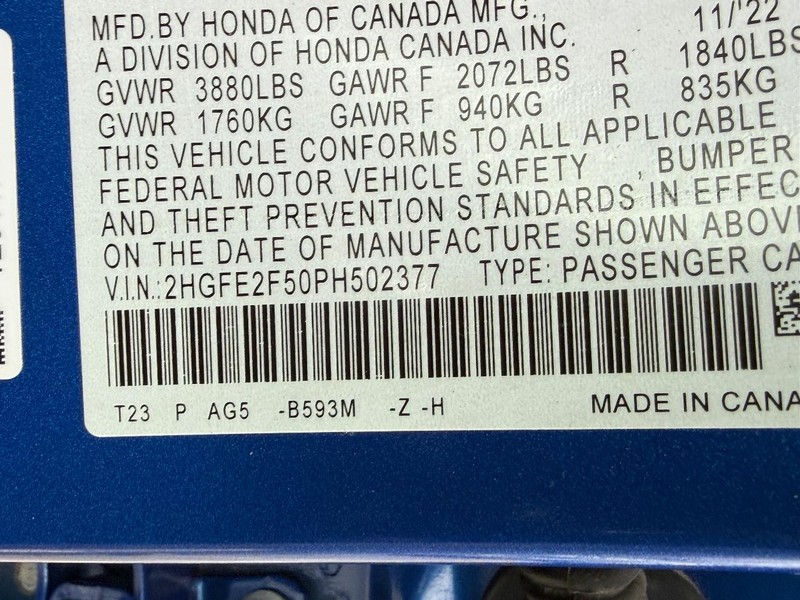 MFD.BY HONDA OF CANADA MFG., 11/'22
A DIVISION OF HONDA CANADA INC.
GVWR 3880LBS GAWR F 2072LBS R 1840LBS
GVWR 1760KG GAWR F 940KG R 835KG
THIS VEHICLE CONFORMS TO ALL APPLICABLE
FEDERAL MOTOR VEHICLE SAFETY , BUMPER
AND THEFT PREVENTION STANDARDS IN EFFEC
ON THE DATE OF MANUFACTURE SHOWN ABOV
V.I.N.:2HGFE2F50PH502377 TYPE: PASSENGER CA
T23 P AG5 -B593M -Z -H MADE IN CANA